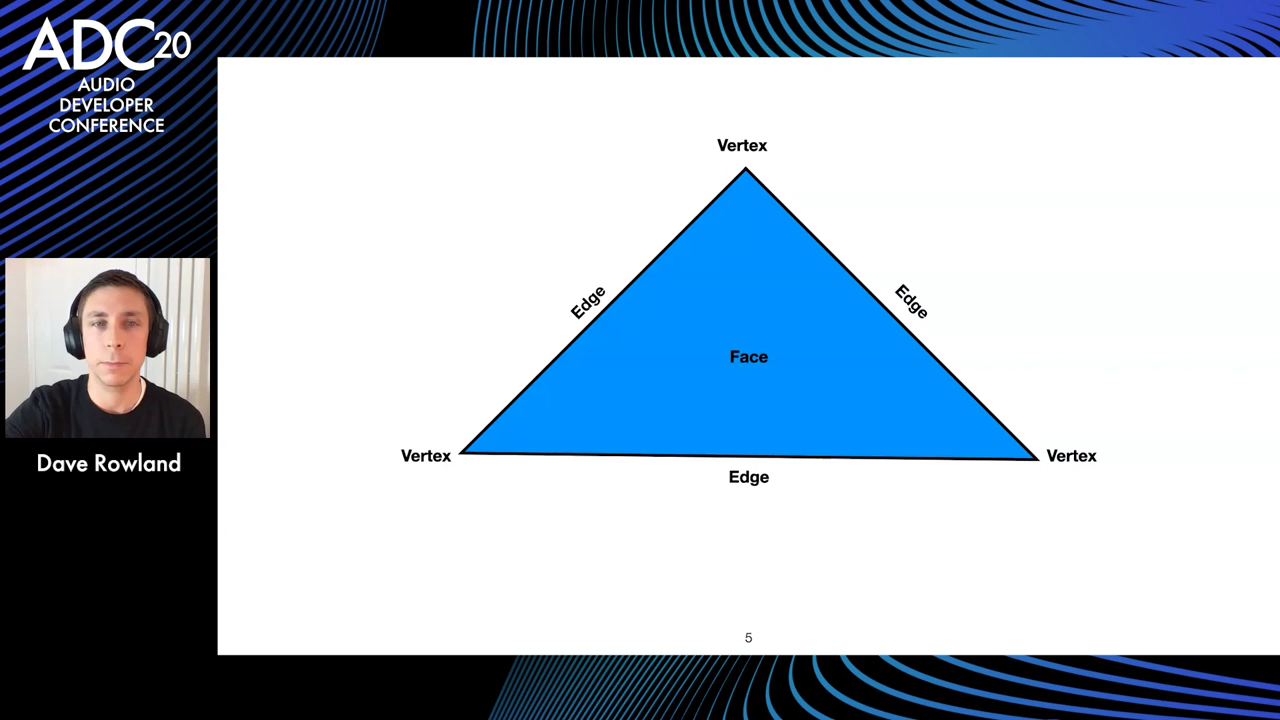 ADC20
AUDIO
DEVELOPER
CONFERENCE
Dave Rowland
Vertex
Edge
Edge
Face
Vertex
Vertex
Edge
5